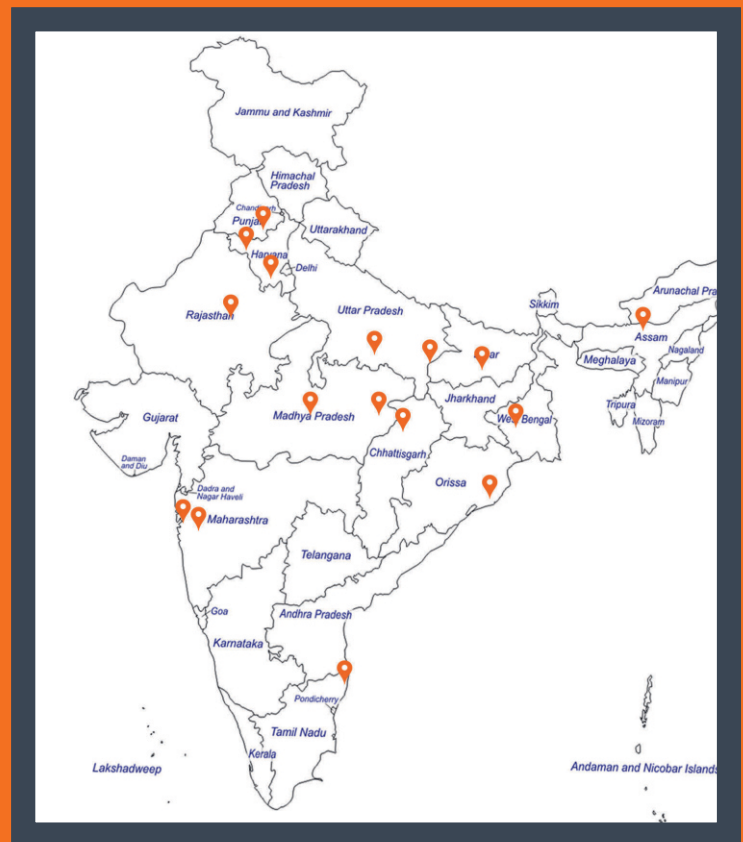 Jammu and Kashmir
Himachal
Pradesh
Uttarakhand
Delhi
Rajasthan
Uttar Pradesh
Sikkim
Arunachal Pra
Assam
Nagaland
Meghalaya
Manipur
Tripura
Mizoram
Gujarat
Madhya Pradesh
Jharkhand
Chhattisgarh
Daman
and Diu
Dadra and
Nagar Haveli
Orissa
Maharashtra
Telangana
Goa
Andhra Pradesh
Karnataka
Pondicherry
Tamil Nadu
Kerala
Lakshadweep
Andaman and Nicobar Islands